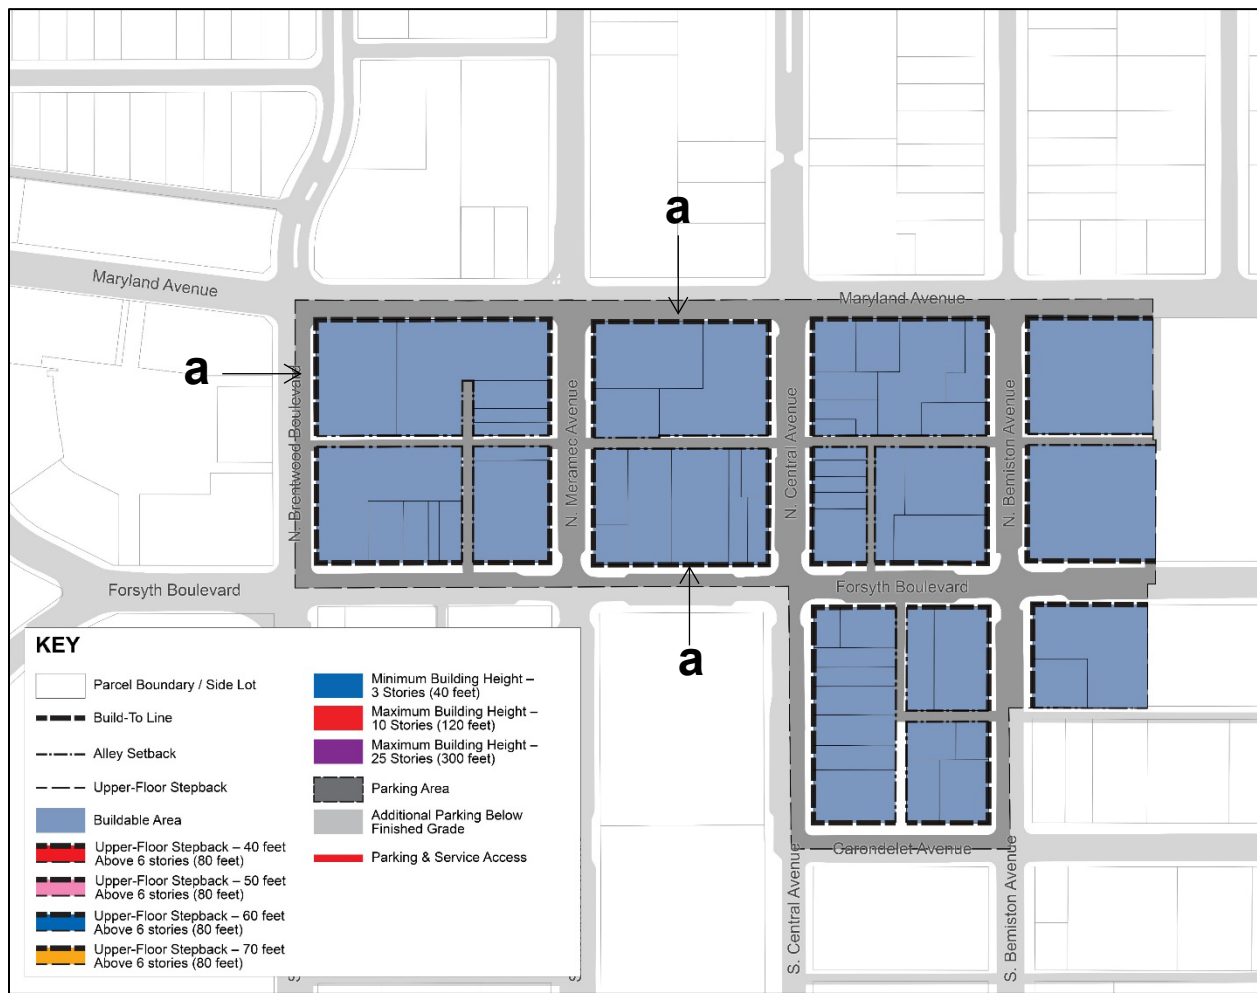 a
Maryland Avenue
Maryland Avenue
a
N. Brentwood Boulevard
N. Meramec Avenue
N. Central Avenue
N. Bemiston Avenue
Forsyth Boulevard
Forsyth Boulevard
a
KEY
Parcel Boundary / Side Lot
Build-To Line
Alley Setback
Upper-Floor Stepback
Buildable Area
Upper-Floor Stepback – 40 feet
Above 6 stories (80 feet)
Upper-Floor Stepback – 50 feet
Above 6 stories (80 feet)
Upper-Floor Stepback – 60 feet
Above 6 stories (80 feet)
Upper-Floor Stepback – 70 feet
Above 6 stories (80 feet)
Minimum Building Height –
3 Stories (40 feet)
Maximum Building Height –
10 Stories (120 feet)
Maximum Building Height –
25 Stories (300 feet)
Parking Area
Additional Parking Below
Finished Grade
Parking & Service Access
Carondelet Avenue
S. Central Avenue
S. Bemiston Avenue